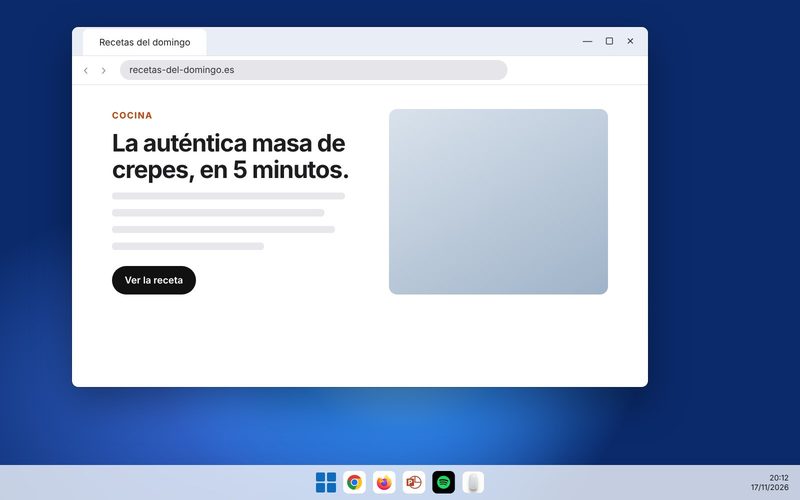 Recetas del domingo
recetas-del-domingo.es
COCINA
La auténtica masa de
crepes, en 5 minutos.
Ver la receta
20:12
17/11/2026